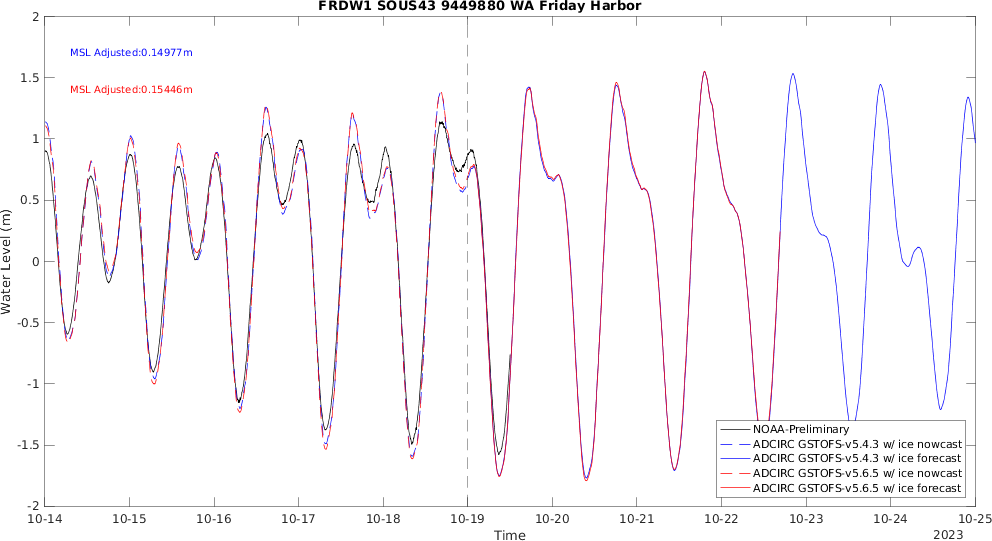 FRDW1 SOUS43 9449880 WA Friday Harbor
MSL Adjusted:0.14977m
MSL Adjusted:0.15446m
Water Level (m)
2
1.5
1
0.5
0
-0.5
-1
-1.5
-2
NOAA-Preliminary
ADCIRC GSTOFS-v5.4.3 w/ ice nowcast
ADCIRC GSTOFS-v5.4.3 w/ ice forecast
ADCIRC GSTOFS-v5.6.5 w/ ice nowcast
ADCIRC GSTOFS-v5.6.5 w/ ice forecast
10-14 10-15 10-16 10-17 10-18 10-19 10-20 10-21 10-22 10-23 10-24 10-25
Time
2023